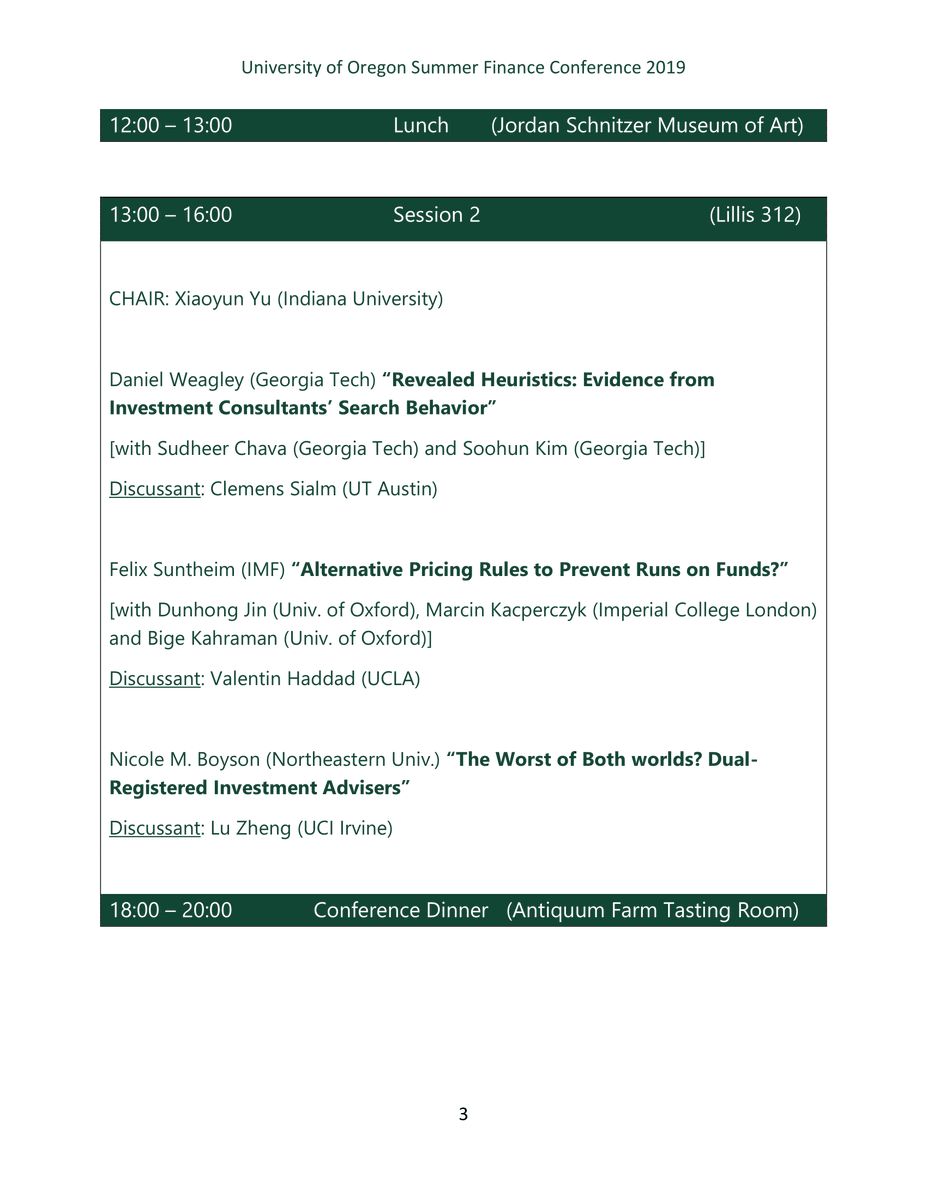 University of Oregon Summer Finance Conference 2019
12:00 – 13:00 Lunch (Jordan Schnitzer Museum of Art)
13:00 – 16:00 Session 2 (Lillis 312)
CHAIR: Xiaoyun Yu (Indiana University)
Daniel Weagley (Georgia Tech) “Revealed Heuristics: Evidence from
Investment Consultants’ Search Behavior”
[with Sudheer Chava (Georgia Tech) and Soohun Kim (Georgia Tech)]
Discussant: Clemens Sialm (UT Austin)
Felix Suntheim (IMF) “Alternative Pricing Rules to Prevent Runs on Funds?”
[with Dunhong Jin (Univ. of Oxford), Marcin Kacperczyk (Imperial College London)
and Bige Kahraman (Univ. of Oxford)]
Discussant: Valentin Haddad (UCLA)
Nicole M. Boyson (Northeastern Univ.) “The Worst of Both worlds? Dual-
Registered Investment Advisers”
Discussant: Lu Zheng (UCI Irvine)
18:00 – 20:00 Conference Dinner (Antiquum Farm Tasting Room)
3